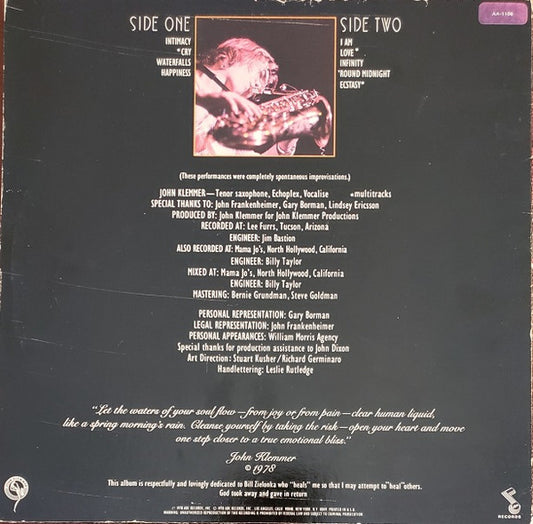 AA-1106
SIDE ONE
INTIMACY
*CRY
WATERFALLS
HAPPINESS
SIDE TWO
I AM
LOVE*
INFINITY
'ROUND MIDNIGHT
ECSTASY*
(These performances were completely spontaneous improvisations.)
JOHN KLEMMER—Tenor saxophone, Echoplex, Vocalise *multitracks
SPECIAL THANKS TO: John Frankenheimer, Gary Borman, Lindsey Ericsson
PRODUCED BY: John Klemmer for John Klemmer Productions
RECORDED AT: Lee Furrs, Tucson, Arizona
ENGINEER: Jim Bastion
ALSO RECORDED AT: Mama Jo's, North Hollywood, California
ENGINEER: Billy Taylor
MIXED AT: Mama Jo's, North Hollywood, California
ENGINEER: Billy Taylor
MASTERING: Bernie Grundman, Steve Goldman
PERSONAL REPRESENTATION: Gary Borman
LEGAL REPRESENTATION: John Frankenheimer
PERSONAL APPEARANCES: William Morris Agency
Special thanks for production assistance to John Dixon
Art Direction: Stuart Kusher/Richard Germinaro
Handlettering: Leslie Rutledge
"Let the waters of your soul flow—from joy or from pain—clear human liquid,
like a spring morning's rain. Cleanse yourself by taking the risk—open your heart and move
one step closer to a true emotional bliss."
John Klemmer
© 1978
This album is respectfully and lovingly dedicated to Bill Zielonka who "heals" me so that I may attempt to "heal" others.
God took away and gave in return
RECORDS